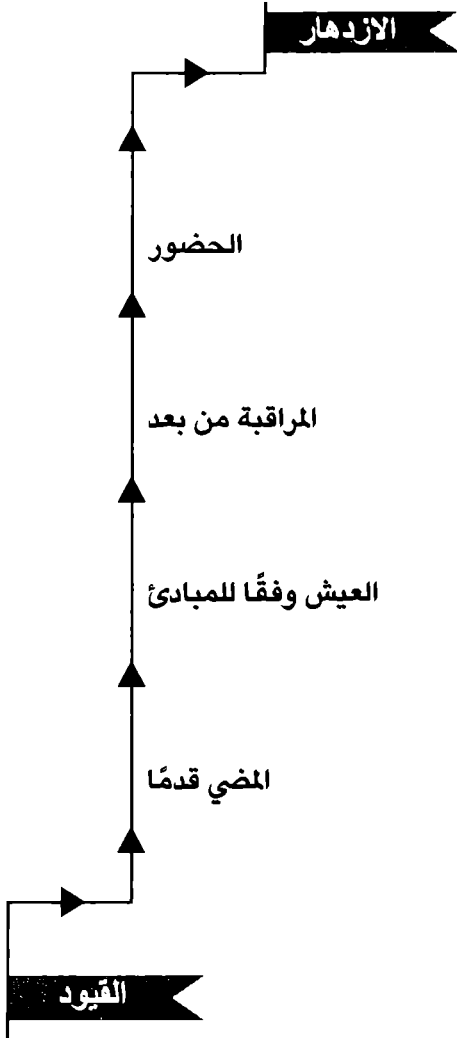 الازدهار
الحضور
المراقبة من بعد
العيش وفقًا للمبادئ
المضي قدمًا
القيود